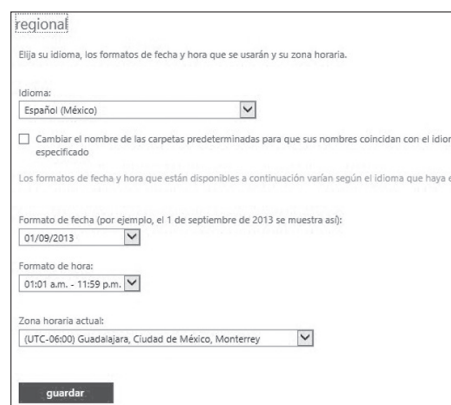 regional
Elija su idioma, los formatos de fecha y hora que se usarán y su zona horaria.
Idioma:
Español (México)
Cambiar el nombre de las carpetas predeterminadas para que sus nombres coincidan con el
especificado
Los formatos de fecha y hora que están disponibles a continuación varían según el idioma que haya
Formato de fecha (por ejemplo, el 1 de septiembre de 2013 se muestra así):
01/09/2013
Formato de hora:
01:01 a.m. - 11:59 p.m.
Zona horaria actual:
(UTC-06:00) Guadalajara, Ciudad de México, Monterrey
guardar